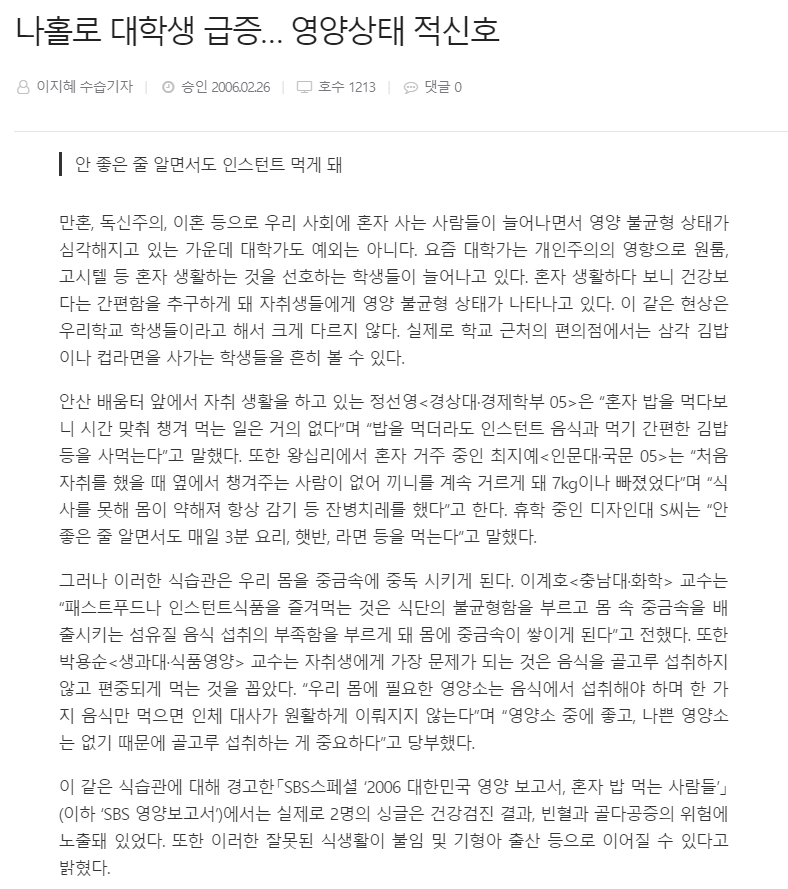 나홀로 대학생 급증... 영양상태 적신호
이지혜 수습기자
승인 2006.02.26
호수 1213
댓글 0
안 좋은 줄 알면서도 인스턴트 먹게 돼
만혼, 독신주의, 이혼 등으로 우리 사회에 혼자 사는 사람들이 늘어나면서 영양 불균형 상태가
심각해지고 있는 가운데 대학가도 예외는 아니다. 요즘 대학가는 개인주의의 영향으로 원룸,
고시텔 등 혼자 생활하는 것을 선호하는 학생들이 늘어나고 있다. 혼자 생활하다 보니 건강보
다는 간편함을 추구하게 돼 자취생들에게 영양 불균형 상태가 나타나고 있다. 이 같은 현상은
우리학교 학생들이라고 해서 크게 다르지 않다. 실제로 학교 근처의 편의점에서는 삼각 김밥
이나 컵라면을 사가는 학생들을 흔히 볼 수 있다.
안산 배움터 앞에서 자취 생활을 하고 있는 정선영<경상대·경제학부 05>은 “혼자 밥을 먹다보
니 시간 맞춰 챙겨 먹는 일은 거의 없다”며 “밥을 먹더라도 인스턴트 음식과 먹기 간편한 김밥
등을 사먹는다”고 말했다. 또한 왕십리에서 혼자 거주 중인 최지예<인문대·국문 05>는 “처음
자취를 했을 때 옆에서 챙겨주는 사람이 없어 끼니를 계속 거르게 돼 7kg이나 빠졌었다”며 “식
사를 못해 몸이 약해져 항상 감기 등 잔병치레를 했다”고 한다. 휴학 중인 디자인대 S씨는 “안
좋은 줄 알면서도 매일 3분 요리, 햇반, 라면 등을 먹는다”고 말했다.
그러나 이러한 식습관은 우리 몸을 중금속에 중독 시키게 된다. 이계호<충남대·화학> 교수는
“패스트푸드나 인스턴트식품을 즐겨먹는 것은 식단의 불균형함을 부르고 몸 속 중금속을 배
출시키는 섬유질 음식 섭취의 부족함을 부르게 돼 몸에 중금속이 쌓이게 된다”고 전했다. 또한
박용순<생과대·식품영양> 교수는 자취생에게 가장 문제가 되는 것은 음식을 골고루 섭취하지
않고 편중되게 먹는 것을 꼽았다. “우리 몸에 필요한 영양소는 음식에서 섭취해야 하며 한 가
지 음식만 먹으면 인체 대사가 원활하게 이뤄지지 않는다”며 “영양소 중에 좋고, 나쁜 영양소
는 없기 때문에 골고루 섭취하는 게 중요하다”고 당부했다.
이 같은 식습관에 대해 경고한「SBS스페셜 ‘2006 대한민국 영양 보고서, 혼자 밥 먹는 사람들’」
(이하 ‘SBS 영양보고서’)에서는 실제로 2명의 싱글은 건강검진 결과, 빈혈과 골다공증의 위험에
노출돼 있었다. 또한 이러한 잘못된 식생활이 불임 및 기형아 출산 등으로 이어질 수 있다고
밝혔다.